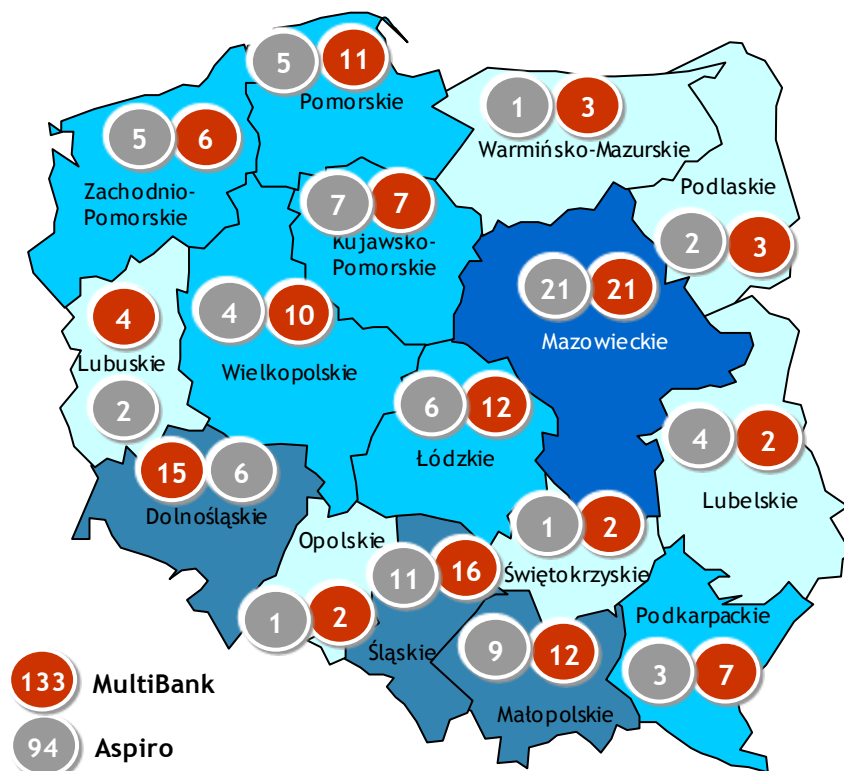 5 11
Pomorskie
5 6
Zachodnio-
Pomorskie
1 3
Warmińsko-Mazurskie
Podlaskie
2 3
7 7
Kujawsko-
Pomorskie
21 21
Mazowieckie
4
Lubuskie
2
4 10
Wielkopolskie
6 12
Łódzkie
4 2
Lubelskie
15 6
Dolnośląskie
Opolskie
1 2
11 16
Śląskie
1 2
Świętokrzyskie
9 12
Małopolskie
Podkarpackie
3 7
133 MultiBank
94 Aspiro